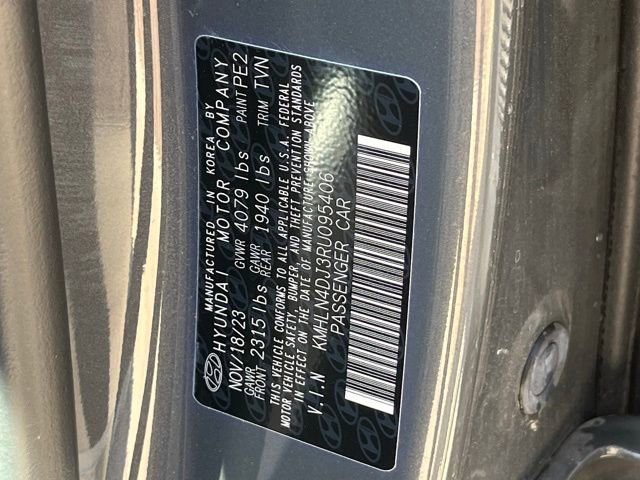 MANUFACTURED IN KOREA BY
HYUNDAI MOTOR COMPANY
NOV/18/23 GVWR 4079 lbs PAINT PE2
GAWR FRONT 2315 lbs GAWR REAR 1940 lbs TRIM TVN
THIS VEHICLE CONFORMS TO ALL APPLICABLE U.S.A. FEDERAL
MOTOR VEHICLE SAFETY, BUMPER, AND THEFT PREVENTION STANDARDS
IN EFFECT ON THE DATE OF MANUFACTURE SHOWN ABOVE
V.I.N KMHLN4DJ3RU095406
PASSENGER CAR